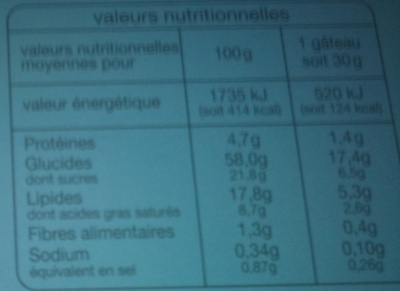 valeurs nutritionnelles
valeurs nutritionnelles 100g 1 gâteau
moyennes pour soit 30g
valeur énergétique 1735 kJ 520 kJ
(soit 414 kcal) (soit 124 kcal)
Protéines 4,7g 1,4g
Glucides 58,0g 17,4g
dont sucres 21,8g 6,5g
Lipides 17,8g 5,3g
dont acides gras saturés 8,7g 2,6g
Fibres alimentaires 1,3g 0,4g
Sodium 0,34g 0,10g
équivalent en sel 0,87g 0,26g